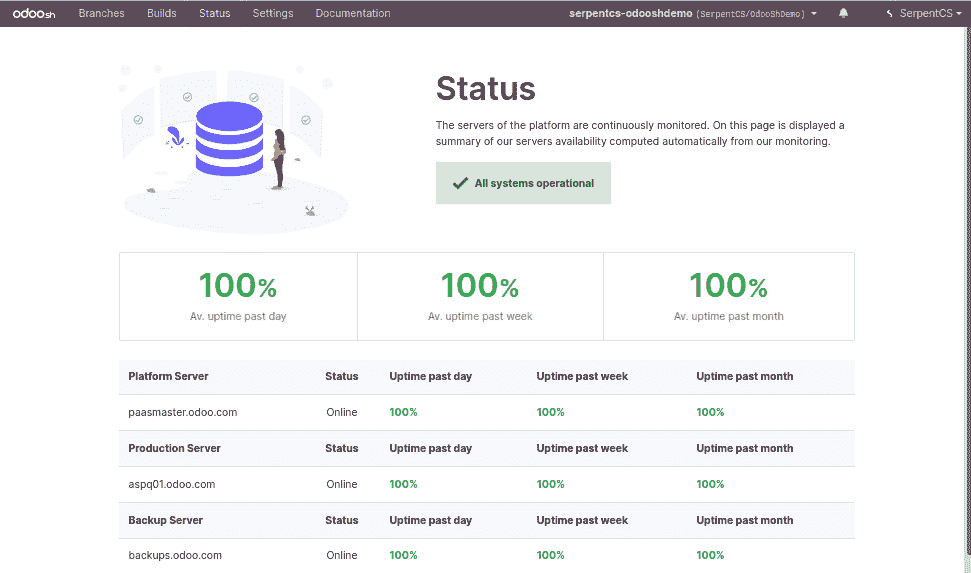 odoo.sh Branches Builds Status Settings Documentation serpentcs-odooshdemo (SerpentCS/OdooShDemo) SerpentCS
Status
The servers of the platform are continuously monitored. On this page is displayed a
summary of our servers availability computed automatically from our monitoring.
All systems operational
100% 100% 100%
Av. uptime past day Av. uptime past week Av. uptime past month
Platform Server Status Uptime past day Uptime past week Uptime past month
paasmaster.odoo.com Online 100% 100% 100%
Production Server Status Uptime past day Uptime past week Uptime past month
aspq01.odoo.com Online 100% 100% 100%
Backup Server Status Uptime past day Uptime past week Uptime past month
backups.odoo.com Online 100% 100% 100%